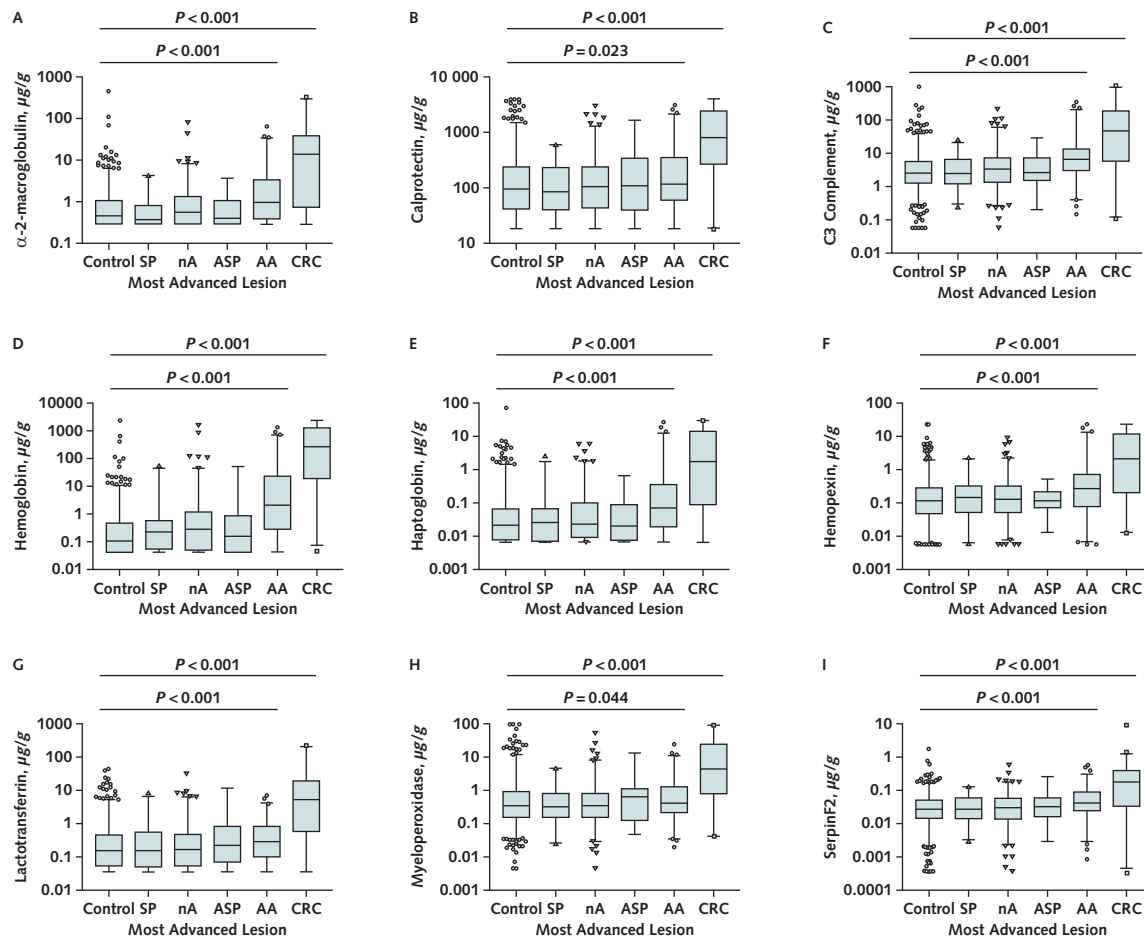 A
P < 0.001
P < 0.001
α-2-macroglobulin, µg/g
1000
100
10
1
0.1
Control SP nA ASP AA CRC
Most Advanced Lesion
B
P < 0.001
P = 0.023
Calprotectin, µg/g
10 000
1000
100
10
Control SP nA ASP AA CRC
Most Advanced Lesion
C
P < 0.001
P < 0.001
C3 Complement, µg/g
1000
100
10
1
0.1
0.01
Control SP nA ASP AA CRC
Most Advanced Lesion
D
P < 0.001
P < 0.001
Hemoglobin, µg/g
10000
1000
100
10
1
0.1
0.01
Control SP nA ASP AA CRC
Most Advanced Lesion
E
P < 0.001
P < 0.001
Haptoglobin, µg/g
100
10
1
0.1
0.01
0.001
Control SP nA ASP AA CRC
Most Advanced Lesion
F
P < 0.001
P < 0.001
Hemopexin, µg/g
100
10
1
0.1
0.01
0.001
Control SP nA ASP AA CRC
Most Advanced Lesion
G
P < 0.001
P < 0.001
Lactotransferrin, µg/g
1000
100
10
1
0.1
0.01
Control SP nA ASP AA CRC
Most Advanced Lesion
H
P < 0.001
P = 0.044
Myeloperoxidase, µg/g
100
10
1
0.1
0.01
0.001
Control SP nA ASP AA CRC
Most Advanced Lesion
I
P < 0.001
P < 0.001
SerpinF2, µg/g
10
1
0.1
0.01
0.001
0.0001
Control SP nA ASP AA CRC
Most Advanced Lesion